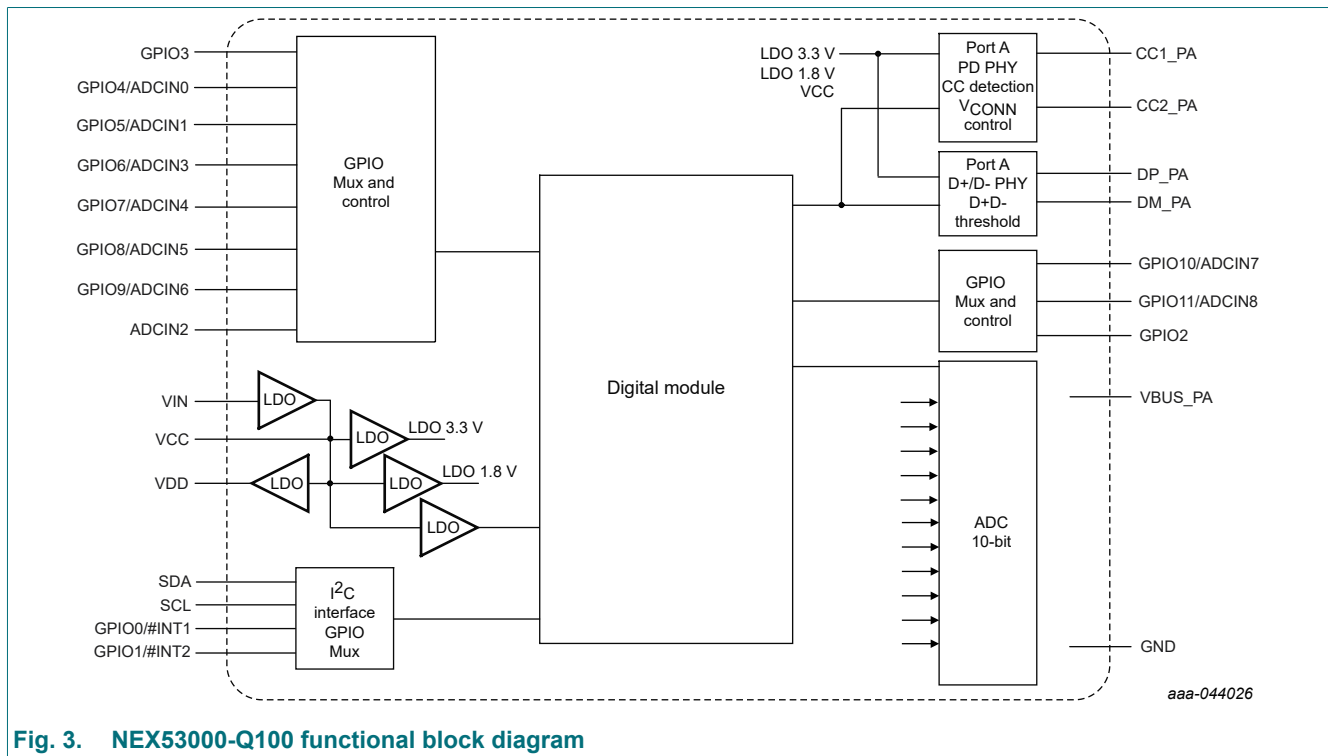 GPIO3
GPIO4/ADCIN0
GPIO5/ADCIN1
GPIO6/ADCIN3
GPIO7/ADCIN4
GPIO8/ADCIN5
GPIO9/ADCIN6
ADCIN2
GPIO
Mux and
control
VIN
VCC
VDD
LDO
LDO
LDO 3.3 V
LDO
LDO
LDO 1.8 V
LDO
SDA
SCL
GPIO0/#INT1
GPIO1/#INT2
I2C
interface
GPIO
Mux
Digital module
LDO 3.3 V
LDO 1.8 V
VCC
Port A
PD PHY
CC detection
VCONN
control
CC1_PA
CC2_PA
Port A
D+/D- PHY
D+D-
threshold
DP_PA
DM_PA
GPIO
Mux and
control
GPIO10/ADCIN7
GPIO11/ADCIN8
GPIO2
ADC
10-bit
VBUS_PA
GND
aaa-044026
Fig. 3. NEX53000-Q100 functional block diagram